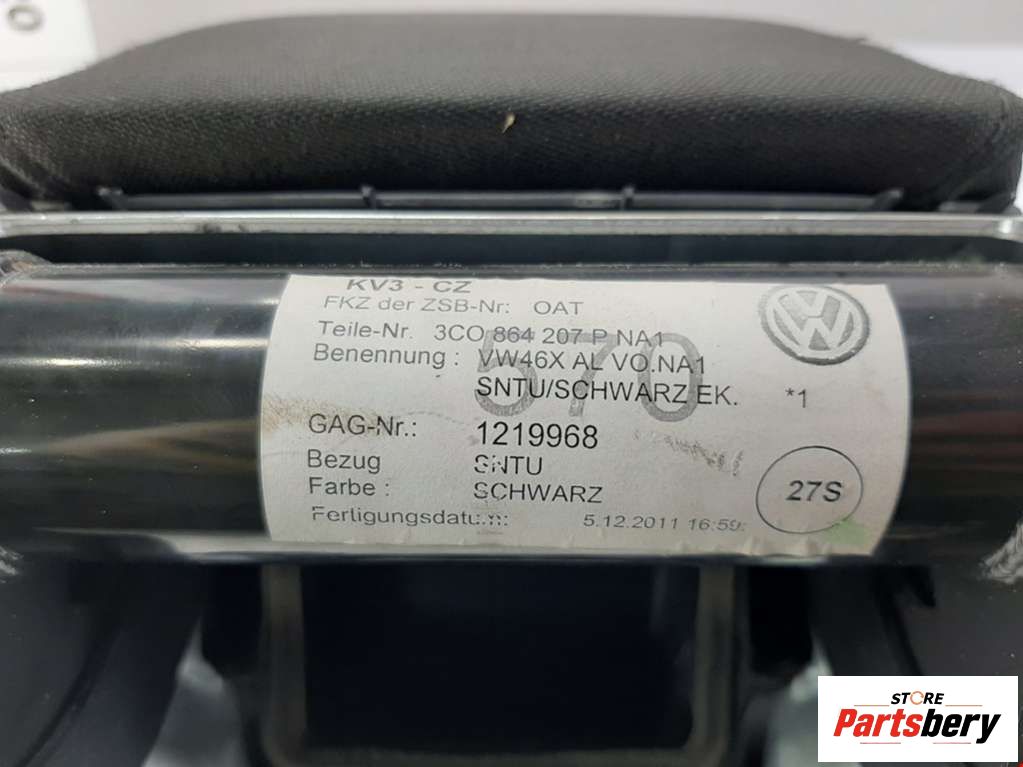 KV3 - CZ
FKZ der ZSB-Nr: OAT
Teile-Nr. 3CO 864 207 P NA1
Benennung : VW46X AL VO.NA1
570
SNTU/SCHWARZ EK. *1
GAG-Nr.: 1219968
Bezug SNTU
Farbe : SCHWARZ
27S
Fertigungsdatum: 5.12.2011 16:59
STORE
Partsbery